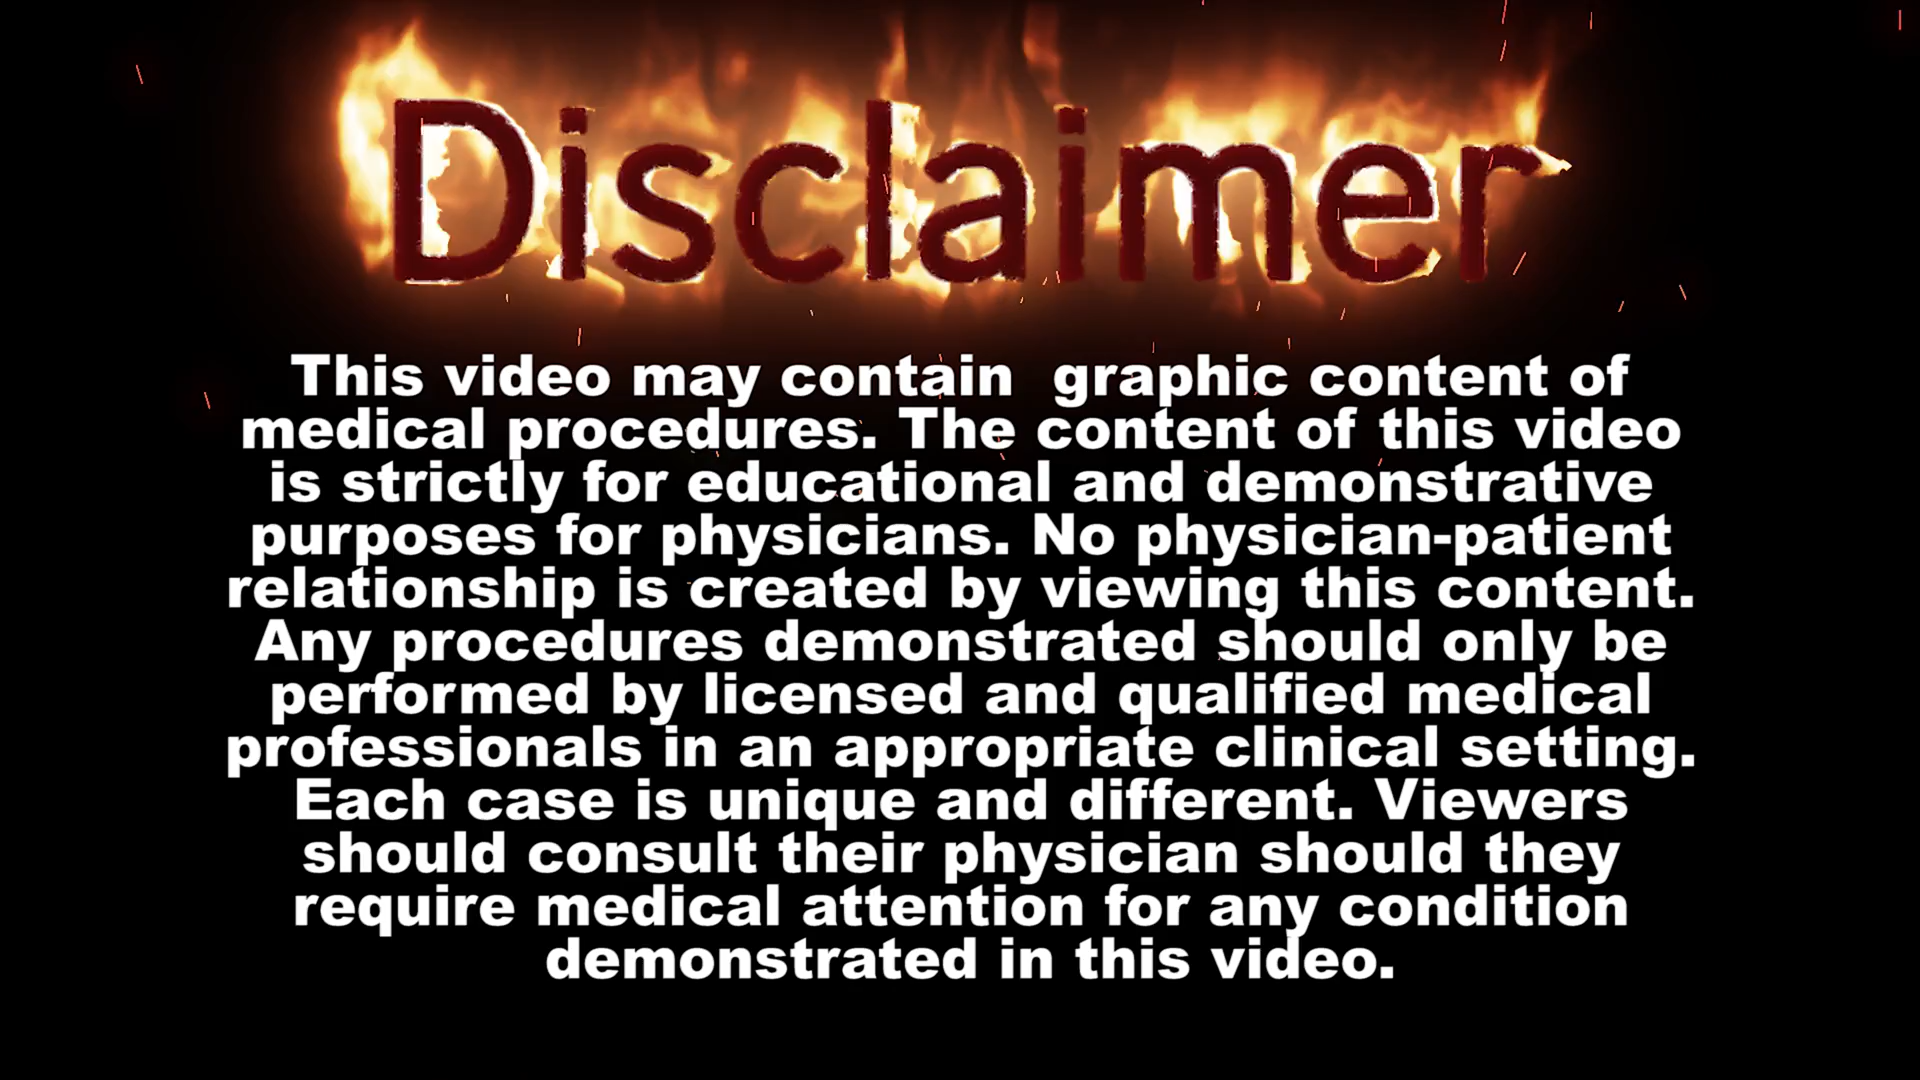 Disclaimer
This video may contain  graphic content of
medical procedures. The content of this video
is strictly for educational and demonstrative
purposes for physicians. No physician-patient
relationship is created by viewing this content.
Any procedures demonstrated should only be
performed by licensed and qualified medical
professionals in an appropriate clinical setting.
Each case is unique and different. Viewers
should consult their physician should they
require medical attention for any condition
demonstrated in this video.